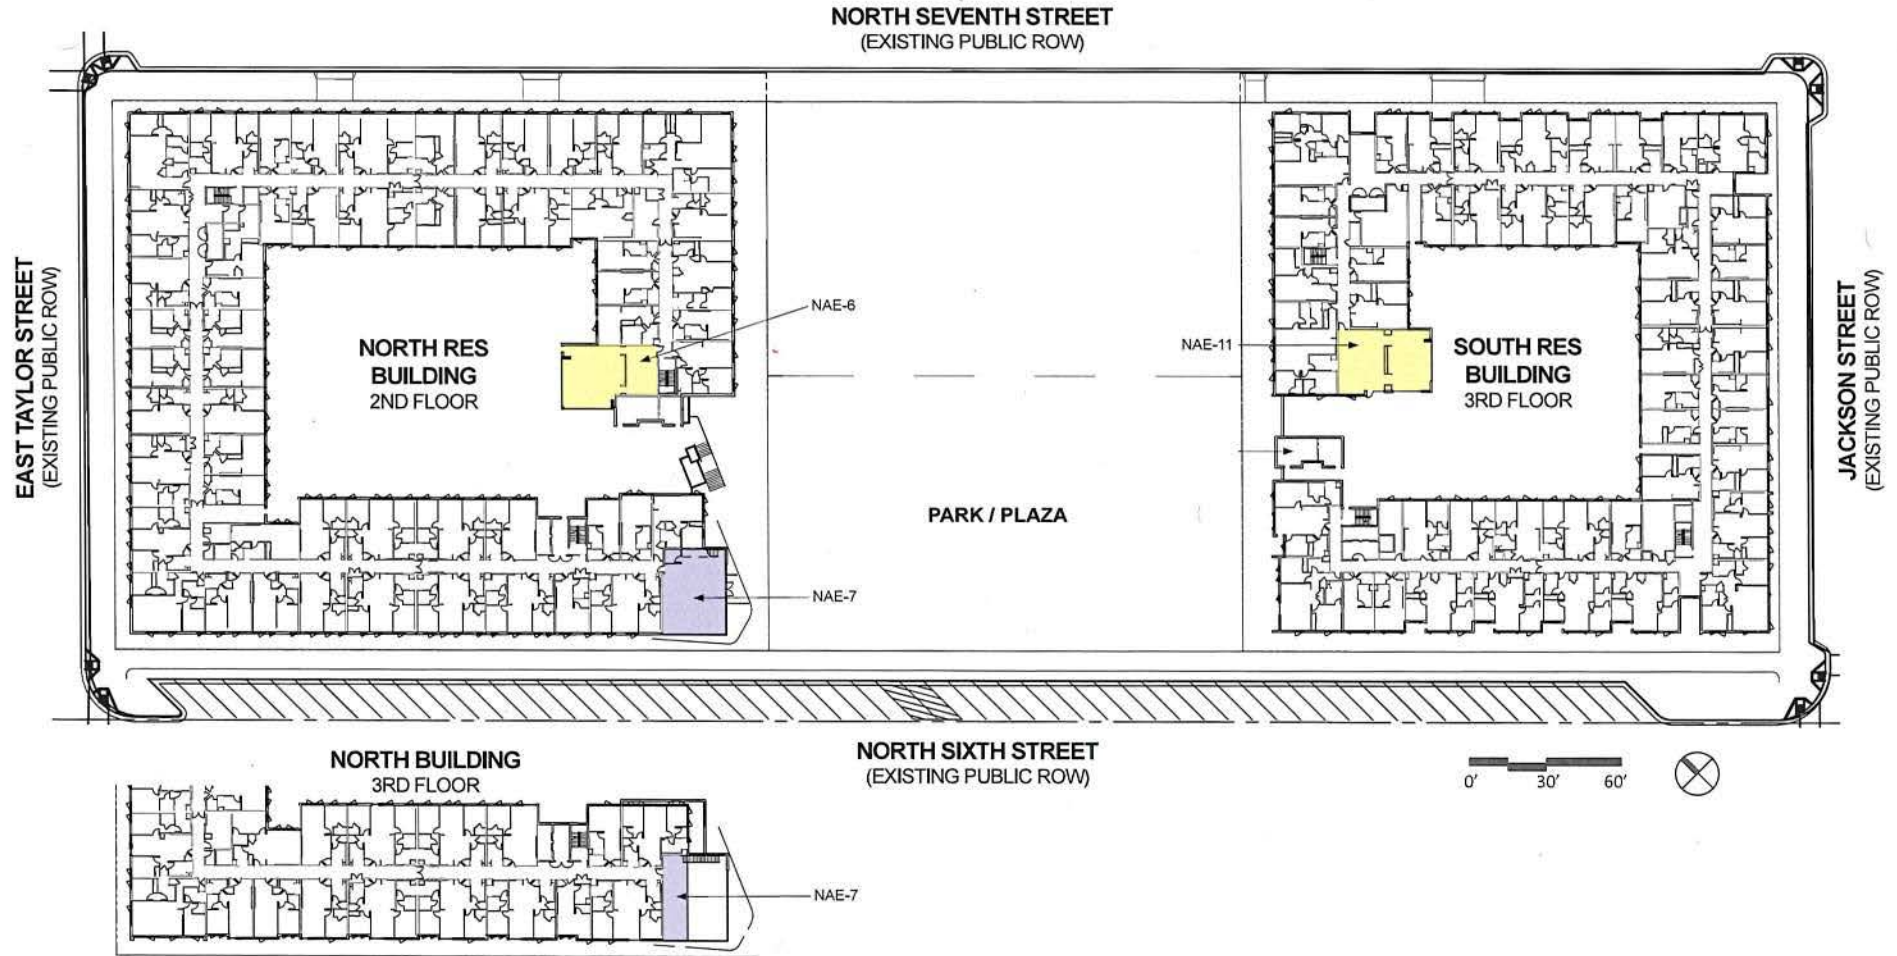 NORTH SEVENTH STREET
(EXISTING PUBLIC ROW)
EAST TAYLOR STREET
(EXISTING PUBLIC ROW)
NORTH RES
BUILDING
2ND FLOOR
NAE-6
NAE-7
PARK / PLAZA
NAE-11
SOUTH RES
BUILDING
3RD FLOOR
JACKSON STREET
(EXISTING PUBLIC ROW)
NORTH SIXTH STREET
(EXISTING PUBLIC ROW)
NORTH BUILDING
3RD FLOOR
NAE-7
0' 30' 60'